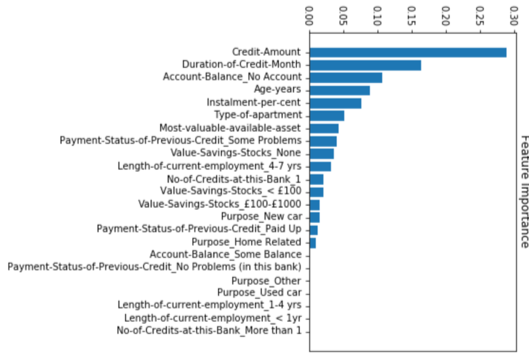 0.00 0.05 0.10 0.15 0.20 0.25 0.30
Credit-Amount
Duration-of-Credit-Month
Account-Balance_No Account
Age-years
Instalment-per-cent
Type-of-apartment
Most-valuable-available-asset
Payment-Status-of-Previous-Credit_Some Problems
Value-Savings-Stocks_None
Length-of-current-employment_4-7 yrs
No-of-Credits-at-this-Bank_1
Value-Savings-Stocks_< £100
Value-Savings-Stocks_£100-£1000
Purpose_New car
Payment-Status-of-Previous-Credit_Paid Up
Purpose_Home Related
Account-Balance_Some Balance
Payment-Status-of-Previous-Credit_No Problems (in this bank)
Purpose_Other
Purpose_Used car
Length-of-current-employment_1-4 yrs
Length-of-current-employment_< 1yr
No-of-Credits-at-this-Bank_More than 1
Feature Importance